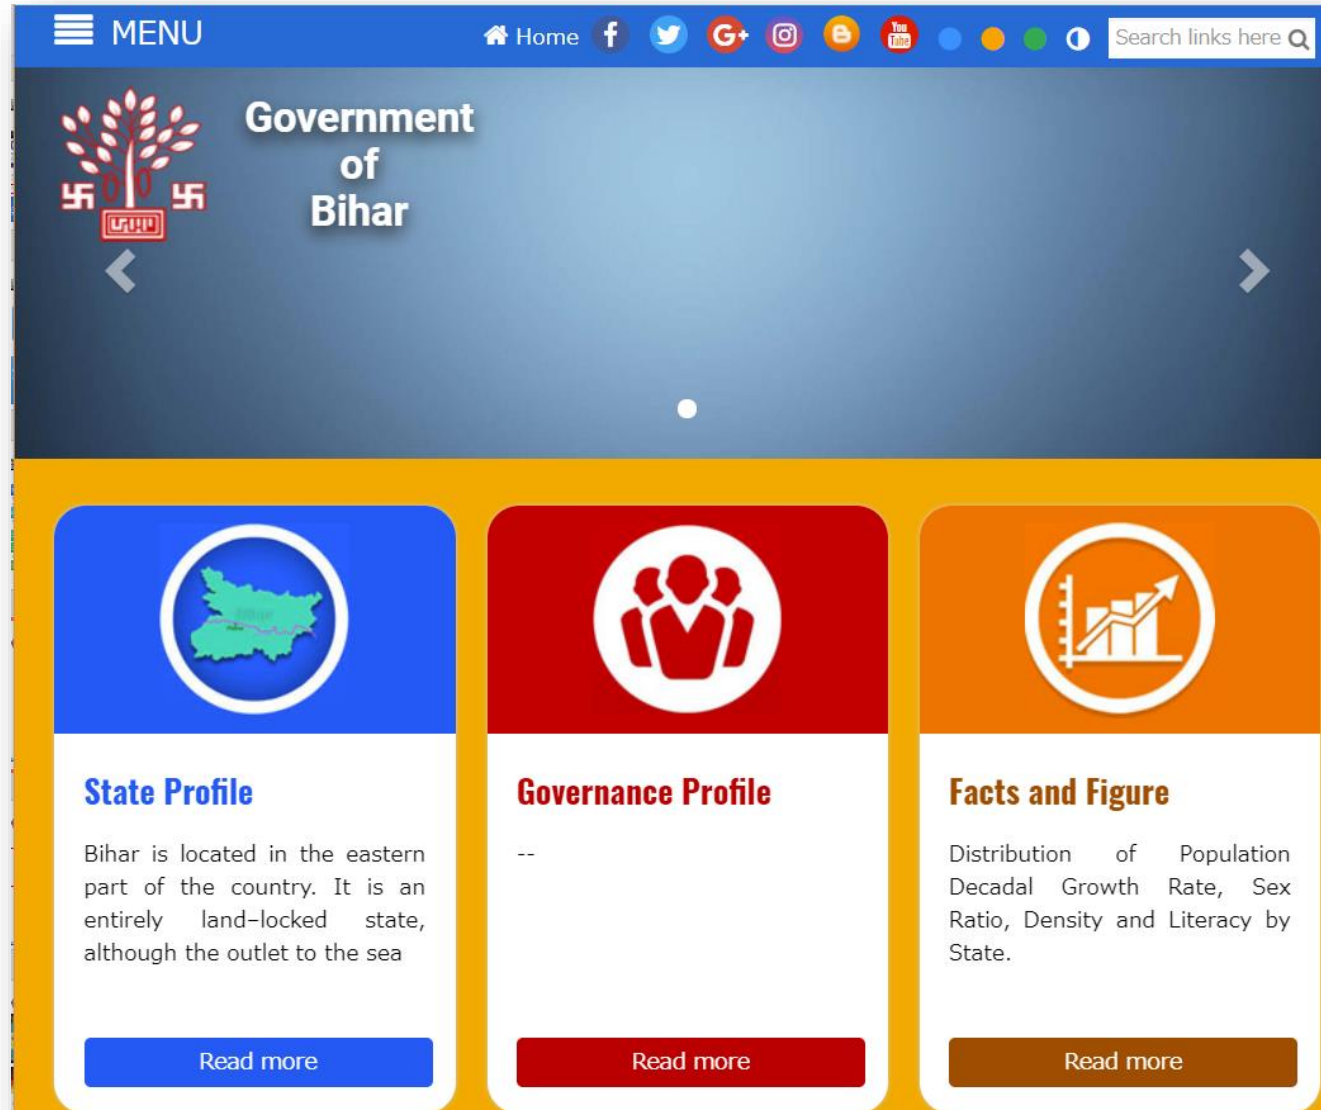 MENU
Home
You
Tube
Search links here
Government
of
Bihar
State Profile
Bihar is located in the eastern
part of the country. It is an
entirely land-locked state,
although the outlet to the sea
Read more
Governance Profile
--
Read more
Facts and Figure
Distribution of Population
Decadal Growth Rate, Sex
Ratio, Density and Literacy by
State.
Read more